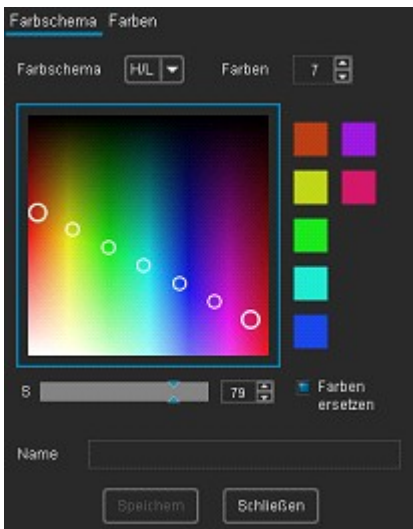 Farbschema Farben
Farbschema H/L Farben 7
S 79 Farben
ersetzen
Name
Speichern Schließen